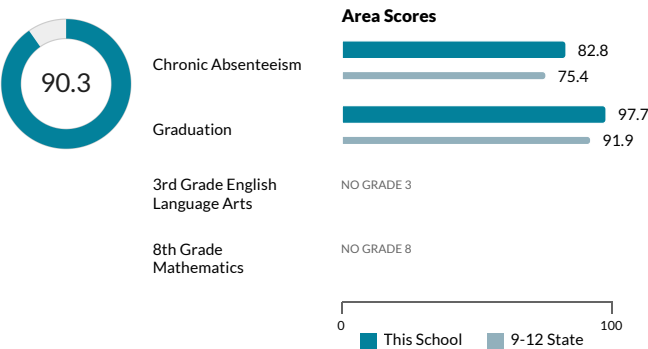 Area Scores
90.3
Chronic Absenteeism
82.8
75.4
Graduation
97.7
91.9
3rd Grade English
Language Arts
NO GRADE 3
8th Grade
Mathematics
NO GRADE 8
0
100
This School
9-12 State